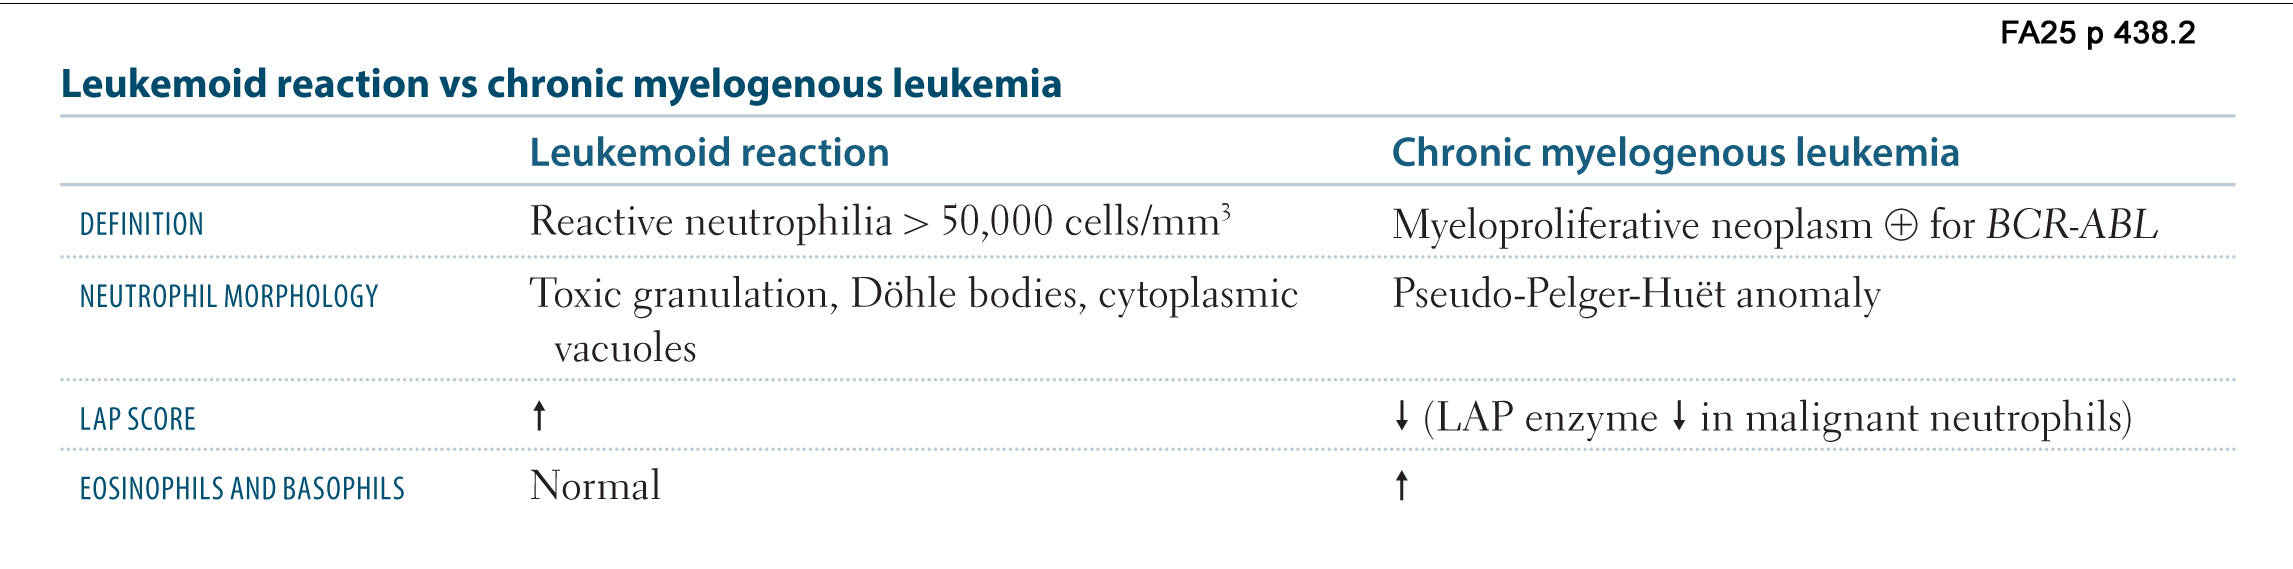 FA25 p 438.2
Leukemoid reaction vs chronic myelogenous leukemia
Leukemoid reaction Chronic myelogenous leukemia
DEFINITION Reactive neutrophilia > 50,000 cells/mm³ Myeloproliferative neoplasm ⊕ for BCR-ABL
NEUTROPHIL MORPHOLOGY Toxic granulation, Döhle bodies, cytoplasmic Pseudo-Pelger-Huët anomaly
vacuoles
LAP SCORE ↑ ↓ (LAP enzyme ↓ in malignant neutrophils)
EOSINOPHILS AND BASOPHILS Normal ↑